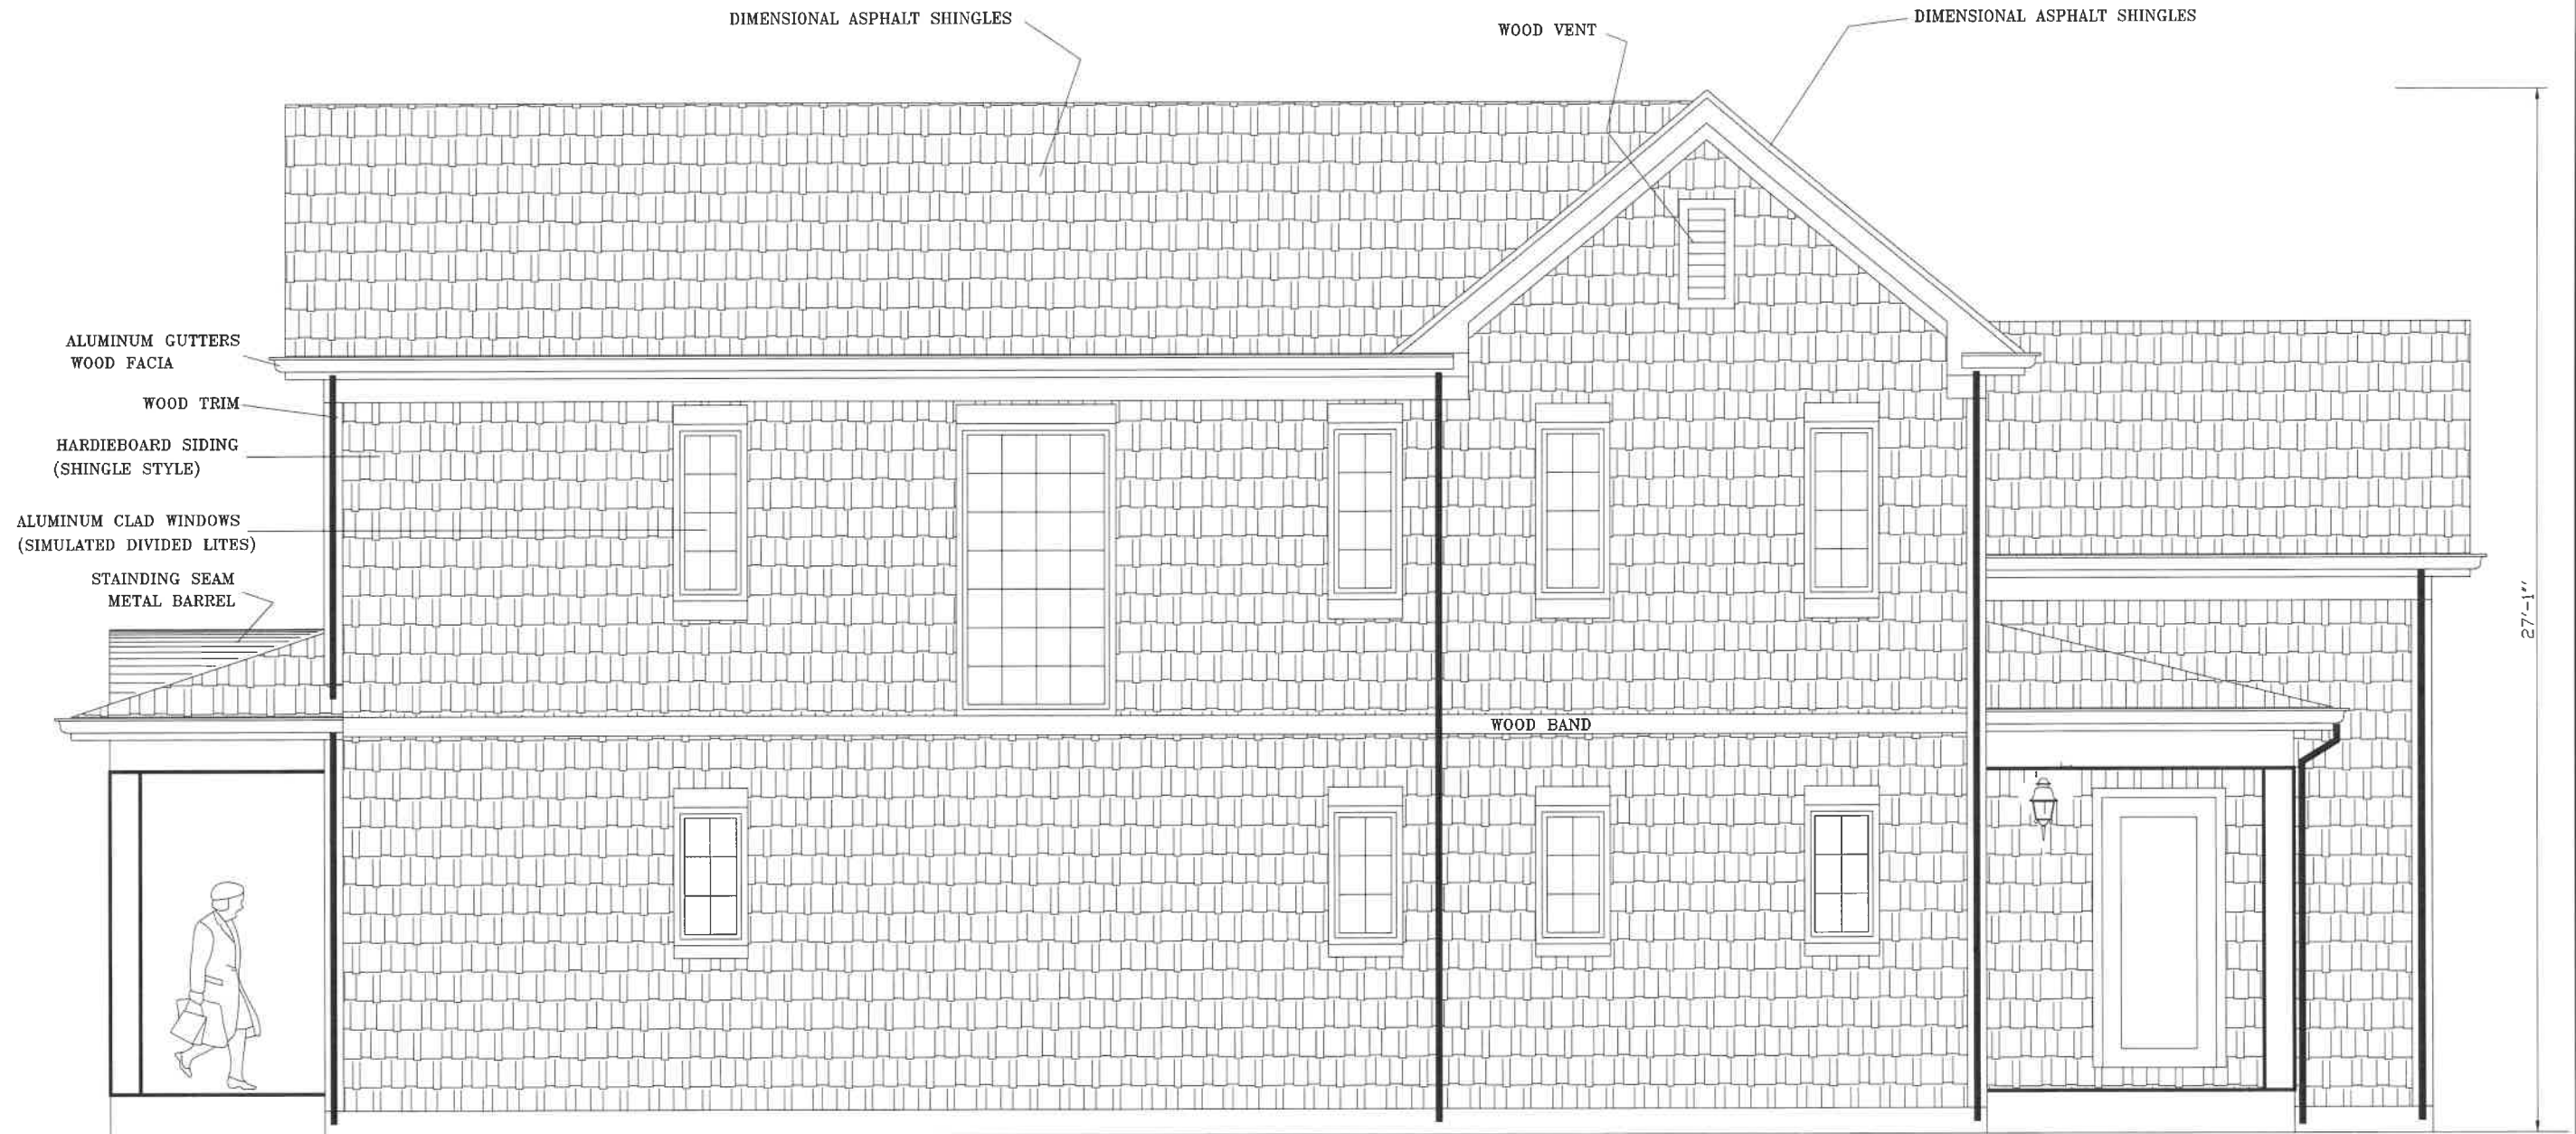 DIMENSIONAL ASPHALT SHINGLES
WOOD VENT
DIMENSIONAL ASPHALT SHINGLES
ALUMINUM GUTTERS
WOOD FACIA
WOOD TRIM
HARDIEBOARD SIDING
(SHINGLE STYLE)
ALUMINUM CLAD WINDOWS
(SIMULATED DIVIDED LITES)
STAINDING SEAM
METAL BARREL
27'-1"
WOOD BAND